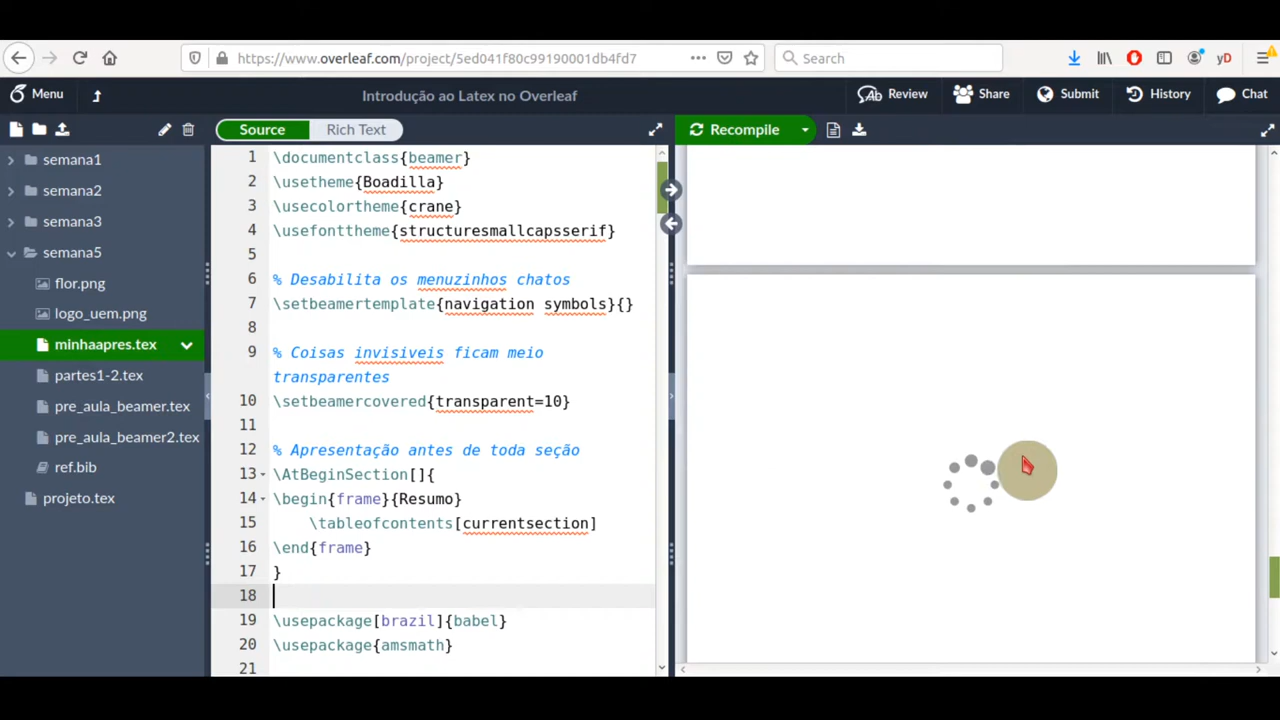 https://www.overleaf.com/project/5ed041f80c99190001db4fd7
Search
yD
Menu
Introdução ao Latex no Overleaf
Review
Share
Submit
History
Chat
Source
Rich Text
Recompile
semana1
semana2
semana3
semana5
flor.png
logo_uem.png
minhaapres.tex
partes1-2.tex
pre_aula_beamer.tex
pre_aula_beamer2.tex
ref.bib
projeto.tex
1 \documentclass{beamer}
2 \usetheme{Boadilla}
3 \usecolortheme{crane}
4 \usefonttheme{structuresmallcapsserif}
5
6 % Desabilita os menuzinhos chatos
7 \setbeamertemplate{navigation symbols}{}
8
9 % Coisas invisiveis ficam meio
transparentes
10 \setbeamercovered{transparent=10}
11
12 % Apresentação antes de toda seção
13 \AtBeginSection[]{
14 \begin{frame}{Resumo}
15 \tableofcontents[currentsection]
16 \end{frame}
17 }
18
19 \usepackage[brazil]{babel}
20 \usepackage{amsmath}
21